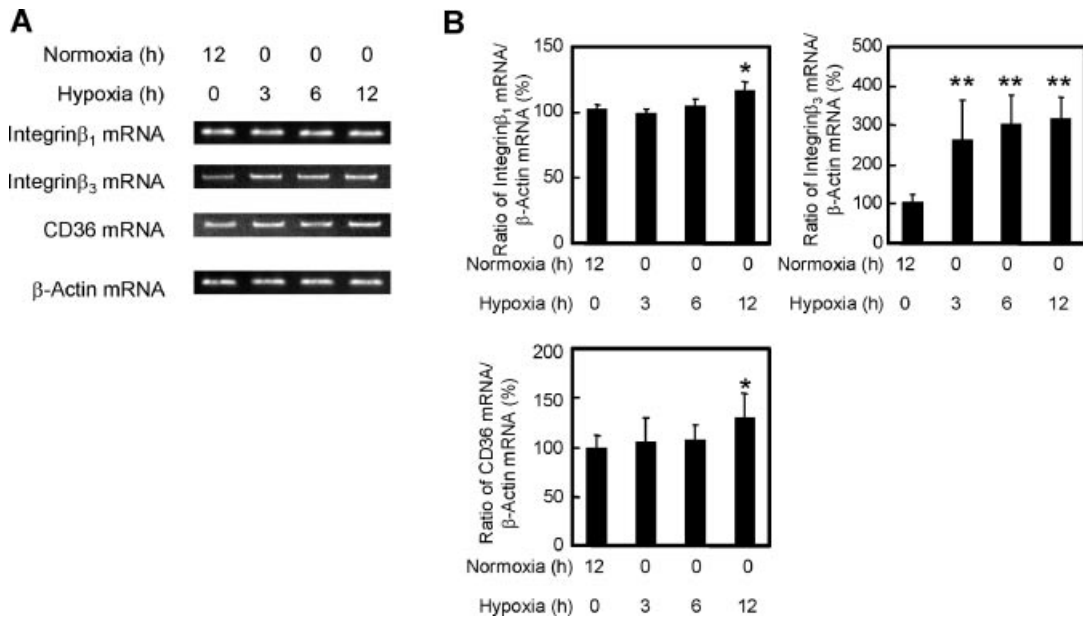 A
Normoxia (h) 12 0 0 0
Hypoxia (h) 0 3 6 12
Integrinβ₁ mRNA
Integrinβ₃ mRNA
CD36 mRNA
β-Actin mRNA
B
Ratio of Integrinβ₁ mRNA/
β-Actin mRNA (%)
150
100
50
0
*
Normoxia (h) 12 0 0 0
Hypoxia (h) 0 3 6 12
Ratio of Integrinβ₃ mRNA/
β-Actin mRNA (%)
500
400
300
200
100
0
** ** **
Normoxia (h) 12 0 0 0
Hypoxia (h) 0 3 6 12
Ratio of CD36 mRNA/
β-Actin mRNA (%)
200
150
100
50
0
*
Normoxia (h) 12 0 0 0
Hypoxia (h) 0 3 6 12